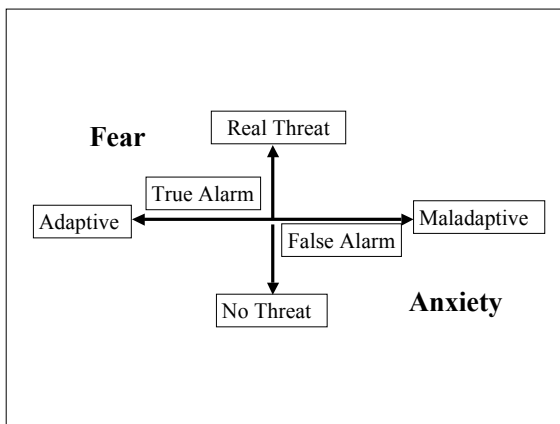 Fear
Real Threat
True Alarm
Adaptive
Maladaptive
False Alarm
No Threat
Anxiety